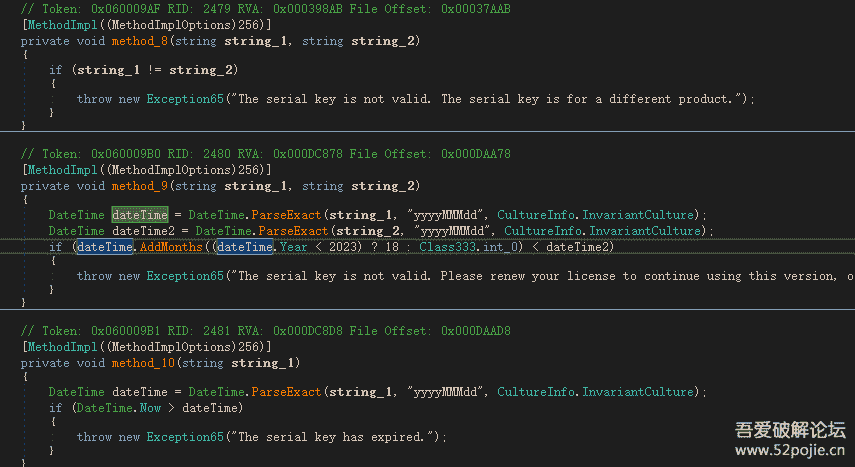 // Token: 0x060009AF RID: 2479 RVA: 0x000398AB File Offset: 0x00037AAB
[MethodImpl((MethodImplOptions)256)]
private void method_8(string string_1, string string_2)
{
if (string_1 != string_2)
{
throw new Exception65("The serial key is not valid. The serial key is for a different product.");
}
}
// Token: 0x060009B0 RID: 2480 RVA: 0x000DC878 File Offset: 0x000DAA78
[MethodImpl((MethodImplOptions)256)]
private void method_9(string string_1, string string_2)
{
DateTime dateTime = DateTime.ParseExact(string_1, "yyyyMMMdd", CultureInfo.InvariantCulture);
DateTime dateTime2 = DateTime.ParseExact(string_2, "yyyyMMMdd", CultureInfo.InvariantCulture);
if (dateTime.AddMonths((dateTime.Year < 2023) ? 18 : Class333.int_0) < dateTime2)
{
throw new Exception65("The serial key is not valid. Please renew your license to continue using this version, o
}
}
// Token: 0x060009B1 RID: 2481 RVA: 0x000DC8D8 File Offset: 0x000DAAD8
[MethodImpl((MethodImplOptions)256)]
private void method_10(string string_1)
{
DateTime dateTime = DateTime.ParseExact(string_1, "yyyyMMMdd", CultureInfo.InvariantCulture);
if (DateTime.Now > dateTime)
{
throw new Exception65("The serial key has expired.");
}
}
吾爱破解论坛
www.52pojie.cn